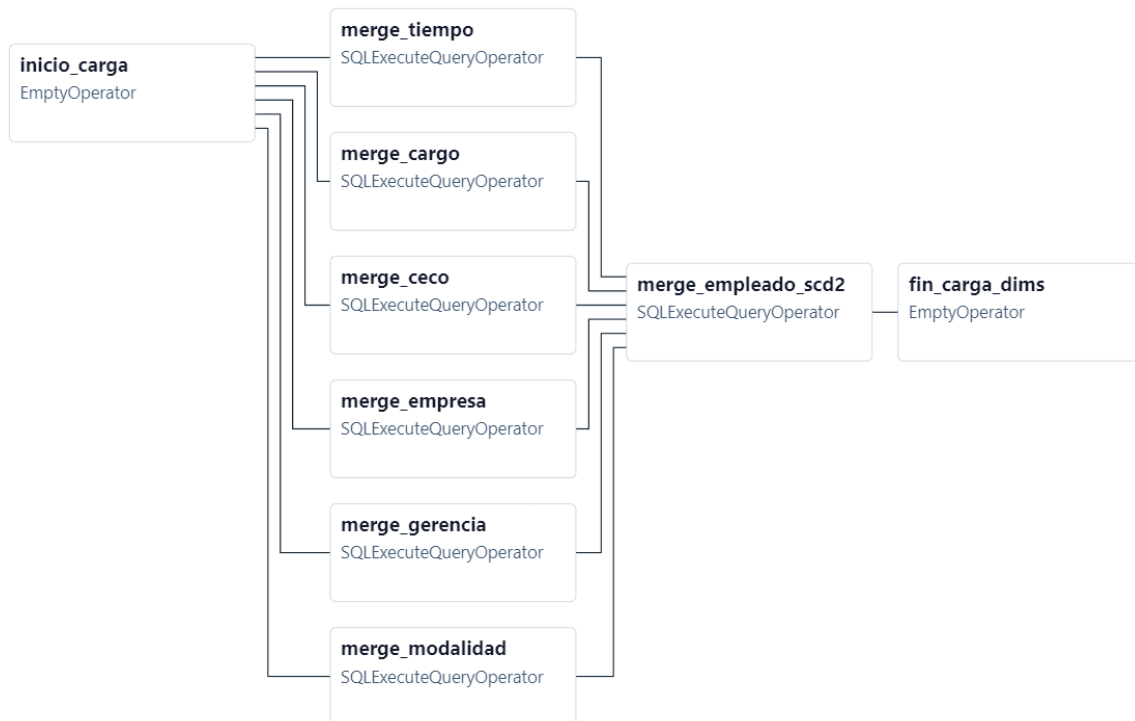 inicio_carga
EmptyOperator
merge_tiempo
SQLExecuteQueryOperator
merge_cargo
SQLExecuteQueryOperator
merge_ceco
SQLExecuteQueryOperator
merge_empresa
SQLExecuteQueryOperator
merge_gerencia
SQLExecuteQueryOperator
merge_modalidad
SQLExecuteQueryOperator
merge_empleado_scd2
SQLExecuteQueryOperator
fin_carga_dims
EmptyOperator